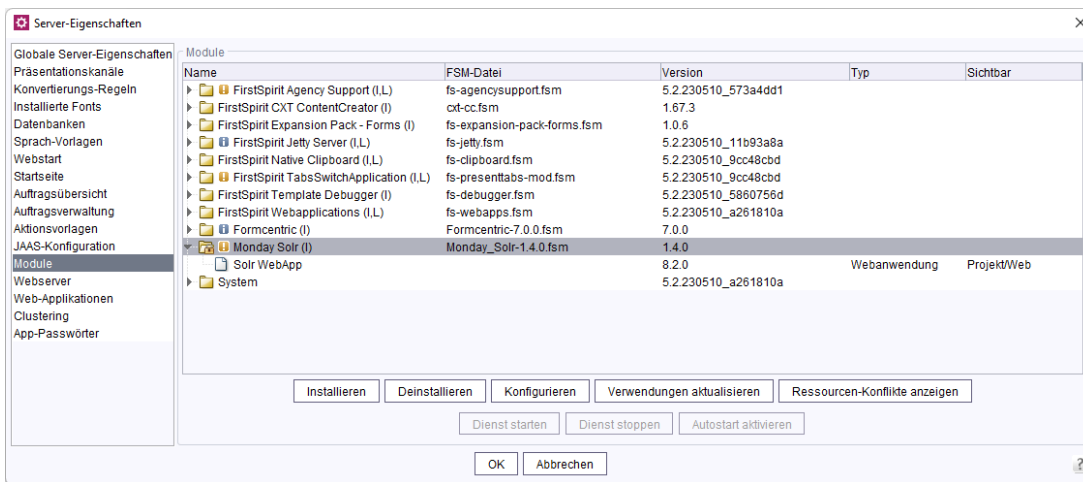 Server-Eigenschaften
Globale Server-Eigenschaften
Präsentationskanäle
Konvertierungs-Regeln
Installierte Fonts
Datenbanken
Sprach-Vorlagen
Webstart
Startseite
Auftragsübersicht
Auftragsverwaltung
Aktionsvorlagen
JAAS-Konfiguration
Module
Webserver
Web-Applikationen
Clustering
App-Passwörter
Module
Name FSM-Datei Version Typ Sichtbar
FirstSpirit Agency Support (I,L) fs-agencysupport.fsm 5.2.230510_573a4dd1
FirstSpirit CXT ContentCreator (I) cxt-cc.fsm 1.67.3
FirstSpirit Expansion Pack - Forms (I) fs-expansion-pack-forms.fsm 1.0.6
FirstSpirit Jetty Server (I,L) fs-jetty.fsm 5.2.230510_11b93a8a
FirstSpirit Native Clipboard (I,L) fs-clipboard.fsm 5.2.230510_9cc48cbd
FirstSpirit TabsSwitchApplication (I,L) fs-presenttabs-mod.fsm 5.2.230510_9cc48cbd
FirstSpirit Template Debugger (I) fs-debugger.fsm 5.2.230510_5860756d
FirstSpirit Webapplications (I,L) fs-webapps.fsm 5.2.230510_a261810a
Formcentric (I) Formcentric-7.0.0.fsm 7.0.0
Monday Solr (I) Monday_Solr-1.4.0.fsm 1.4.0
Solr WebApp 8.2.0 Webanwendung Projekt/Web
System 5.2.230510_a261810a
Installieren Deinstallieren Konfigurieren Verwendungen aktualisieren Ressourcen-Konflikte anzeigen
Dienst starten Dienst stoppen Autostart aktivieren
OK Abbrechen
?